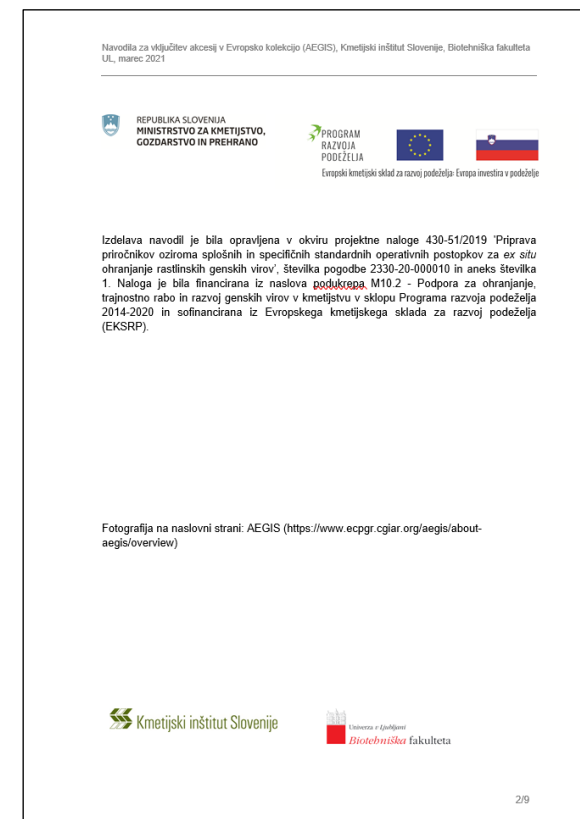 Navodila za vključitev akcesij v Evropsko kolekcijo (AEGIS), Kmetijski inštitut Slovenije, Biotehniška fakulteta
UL, marec 2021
REPUBLIKA SLOVENIJA
MINISTRSTVO ZA KMETIJSTVO,
GOZDARSTVO IN PREHRANO
PROGRAM
RAZVOJA
PODEŽELJA
Evropski kmetijski sklad za razvoj podeželja: Evropa investira v podeželje
Izdelava navodil je bila opravljena v okviru projektne naloge 430-51/2019 'Priprava
priročnikov oziroma splošnih in specifičnih standardnih operativnih postopkov za ex situ
ohranjanje rastlinskih genskih virov', številka pogodbe 2330-20-000010 in aneks številka
1. Naloga je bila financirana iz naslova podukrepa M10.2 - Podpora za ohranjanje,
trajnostno rabo in razvoj genskih virov v kmetijstvu v sklopu Programa razvoja podeželja
2014-2020 in sofinancirana iz Evropskega kmetijskega sklada za razvoj podeželja
(EKSRP).
Fotografija na naslovni strani: AEGIS (https://www.ecpgr.cgiar.org/aegis/about-
aegis/overview)
Kmetijski inštitut Slovenije
Univerza v Ljubljani
Biotehniška fakulteta
2/9